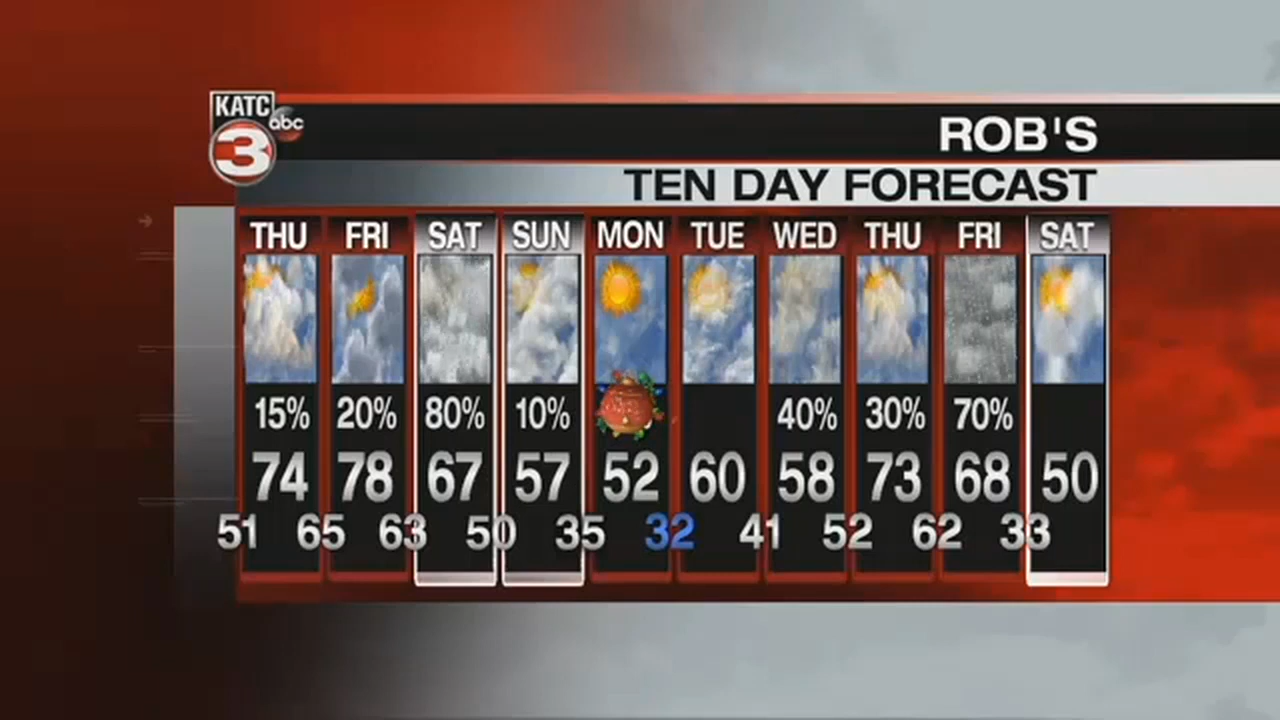 KATC
abc
3
ROB'S
TEN DAY FORECAST
THU FRI SAT SUN MON TUE WED THU FRI SAT
15% 20% 80% 10% 40% 30% 70%
74 78 67 57 52 60 58 73 68 50
51 65 63 50 35 32 41 52 62 33